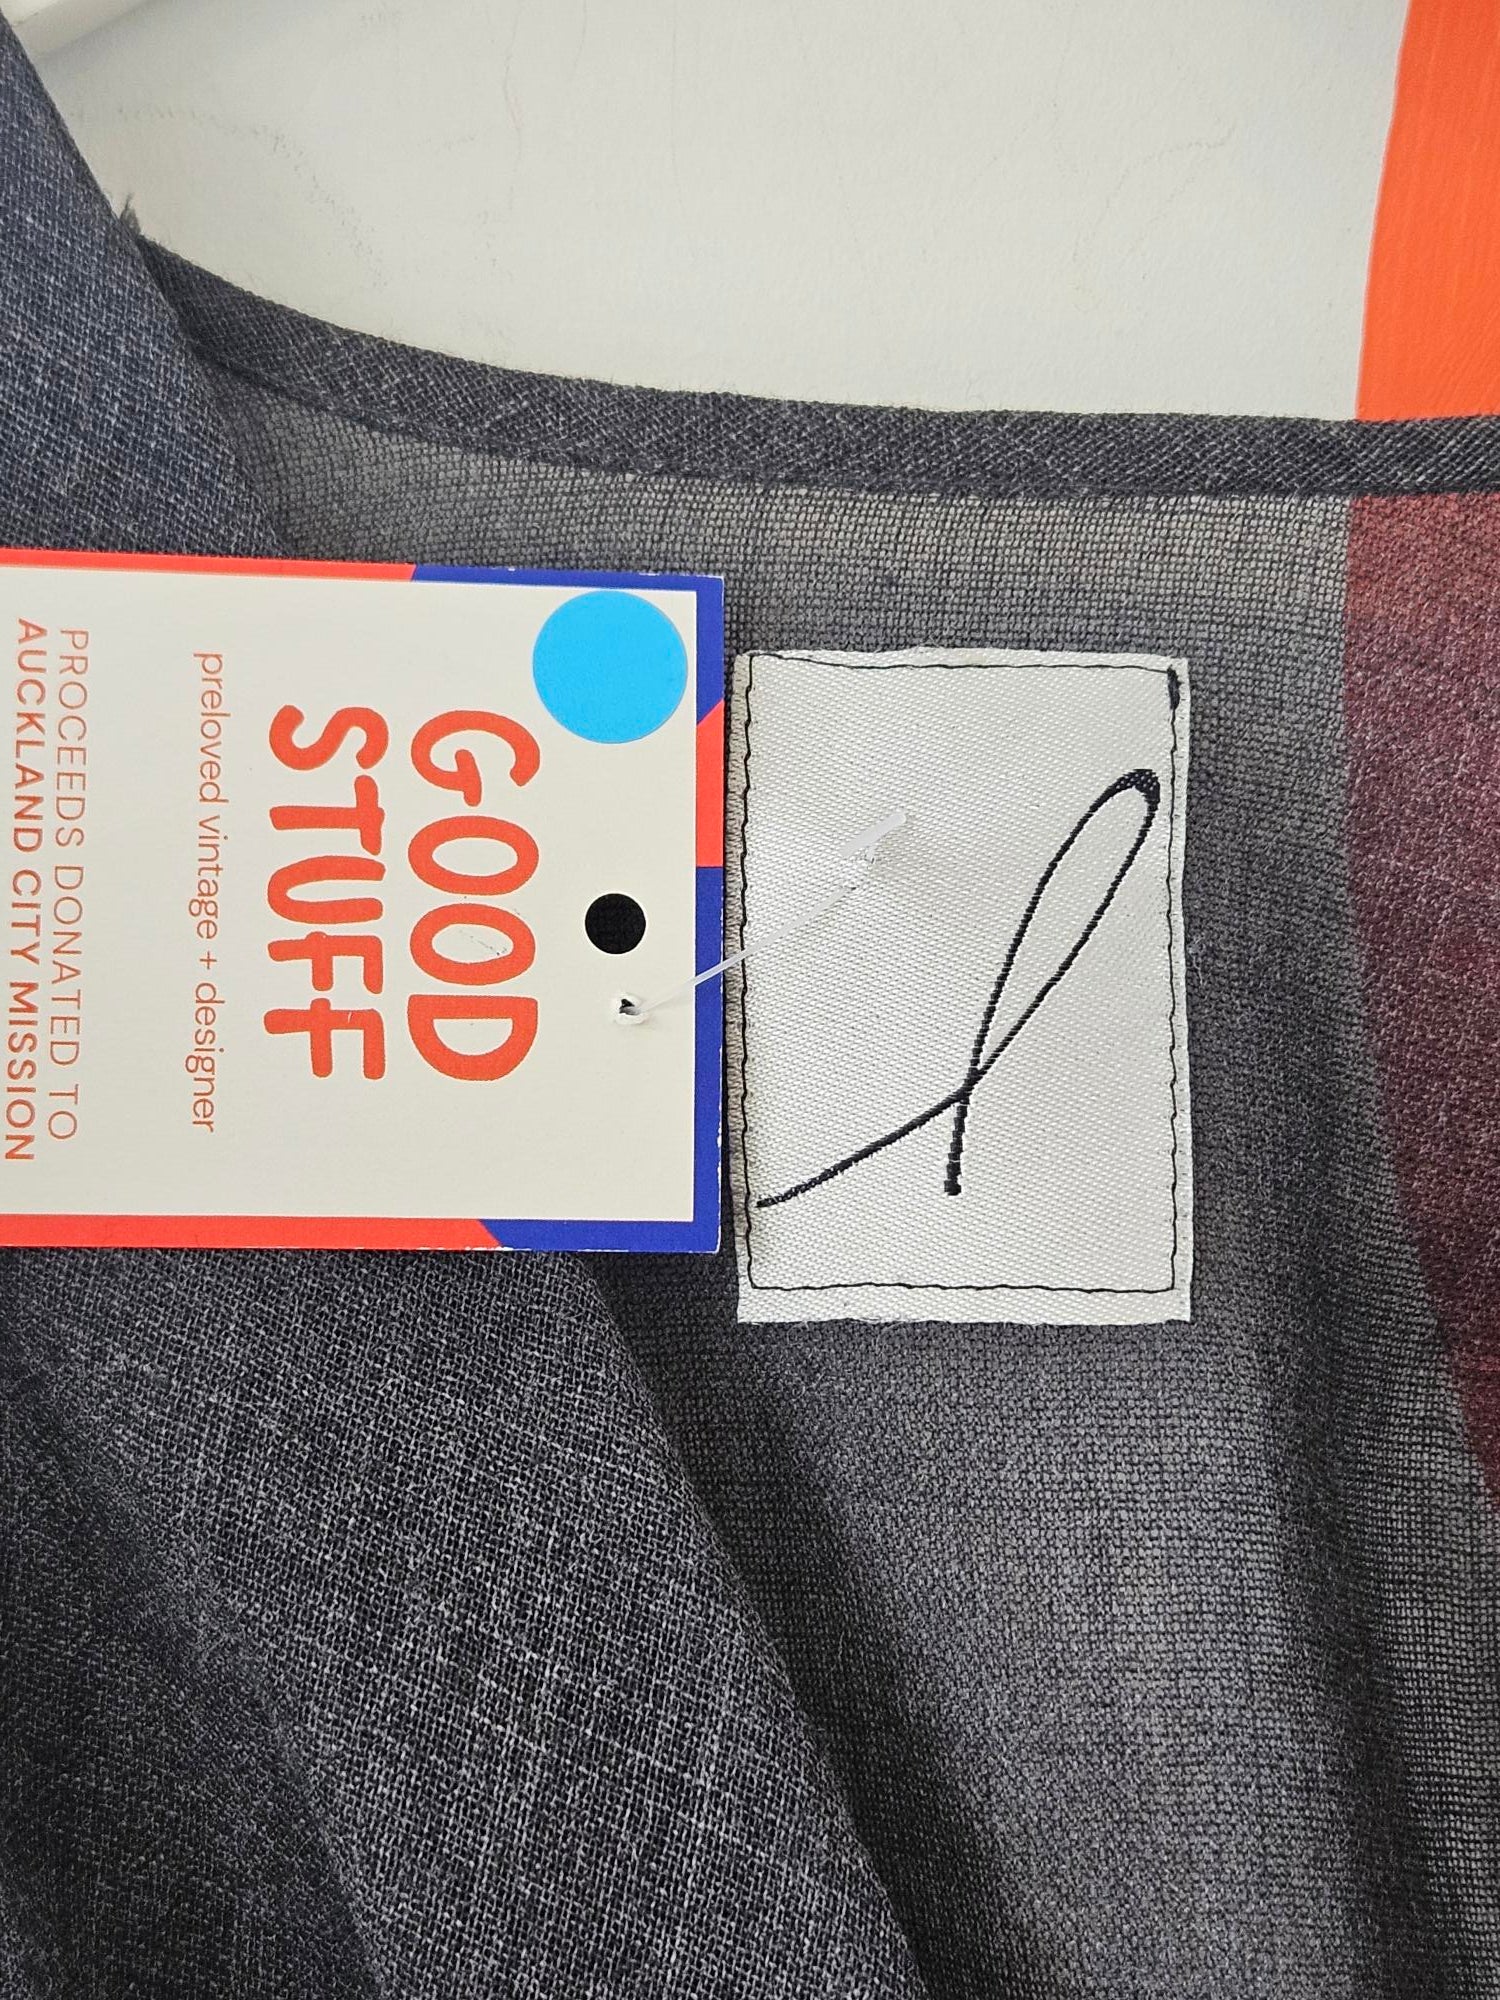 GOOD
STUFF
preloved vintage + designer
PROCEEDS DONATED TO
AUCKLAND CITY MISSION